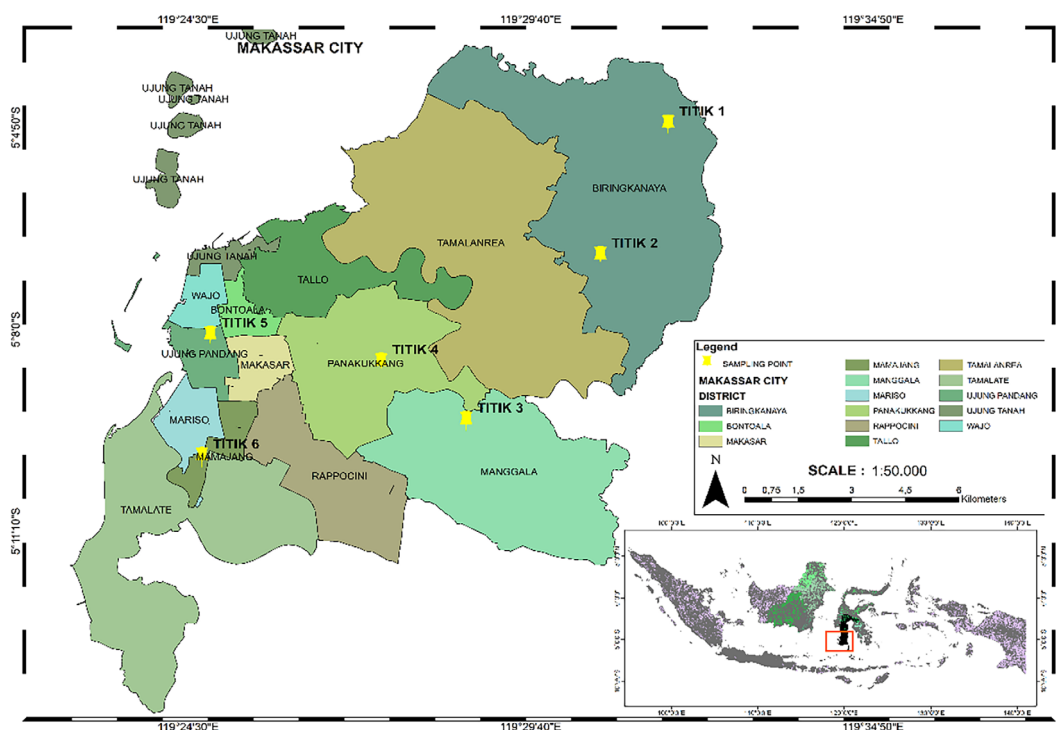 119°24'30"E 119°29'40"E 119°34'50"E
UJUNG TANAH
MAKASSAR CITY
UJUNG TANAH
UJUNG TANAH
UJUNG TANAH
UJUNG TANAH
5°4'50"S
5°8'0"S
5°11'10"S
TITIK 1
BIRINGKANAYA
TITIK 2
TAMALANREA
UJUNG TANAH
TALLO
WAJO
BONTOALA
TITIK 5
UJUNG PANDANG
MAKASAR
PANAKUKKANG
TITIK 4
MARISO
TITIK 3
TITIK 6
MAMAJANG
RAPPOCINI
MANGGALA
TAMALATE
Legend
SAMPLING POINT
MAKASSAR CITY
DISTRICT
BIRINGKANAYA
BONTOALA
MAKASAR
MAMAJANG
MANGGALA
MARISO
PANAKUKKANG
RAPPOCINI
TALLO
TAMALANREA
TAMALATE
UJUNG PANDANG
UJUNG TANAH
WAJO
N
SCALE : 1:50.000
0 0,75 1,5 3 4,5 6
Kilometers
119°24'30"E 119°29'40"E 119°34'50"E